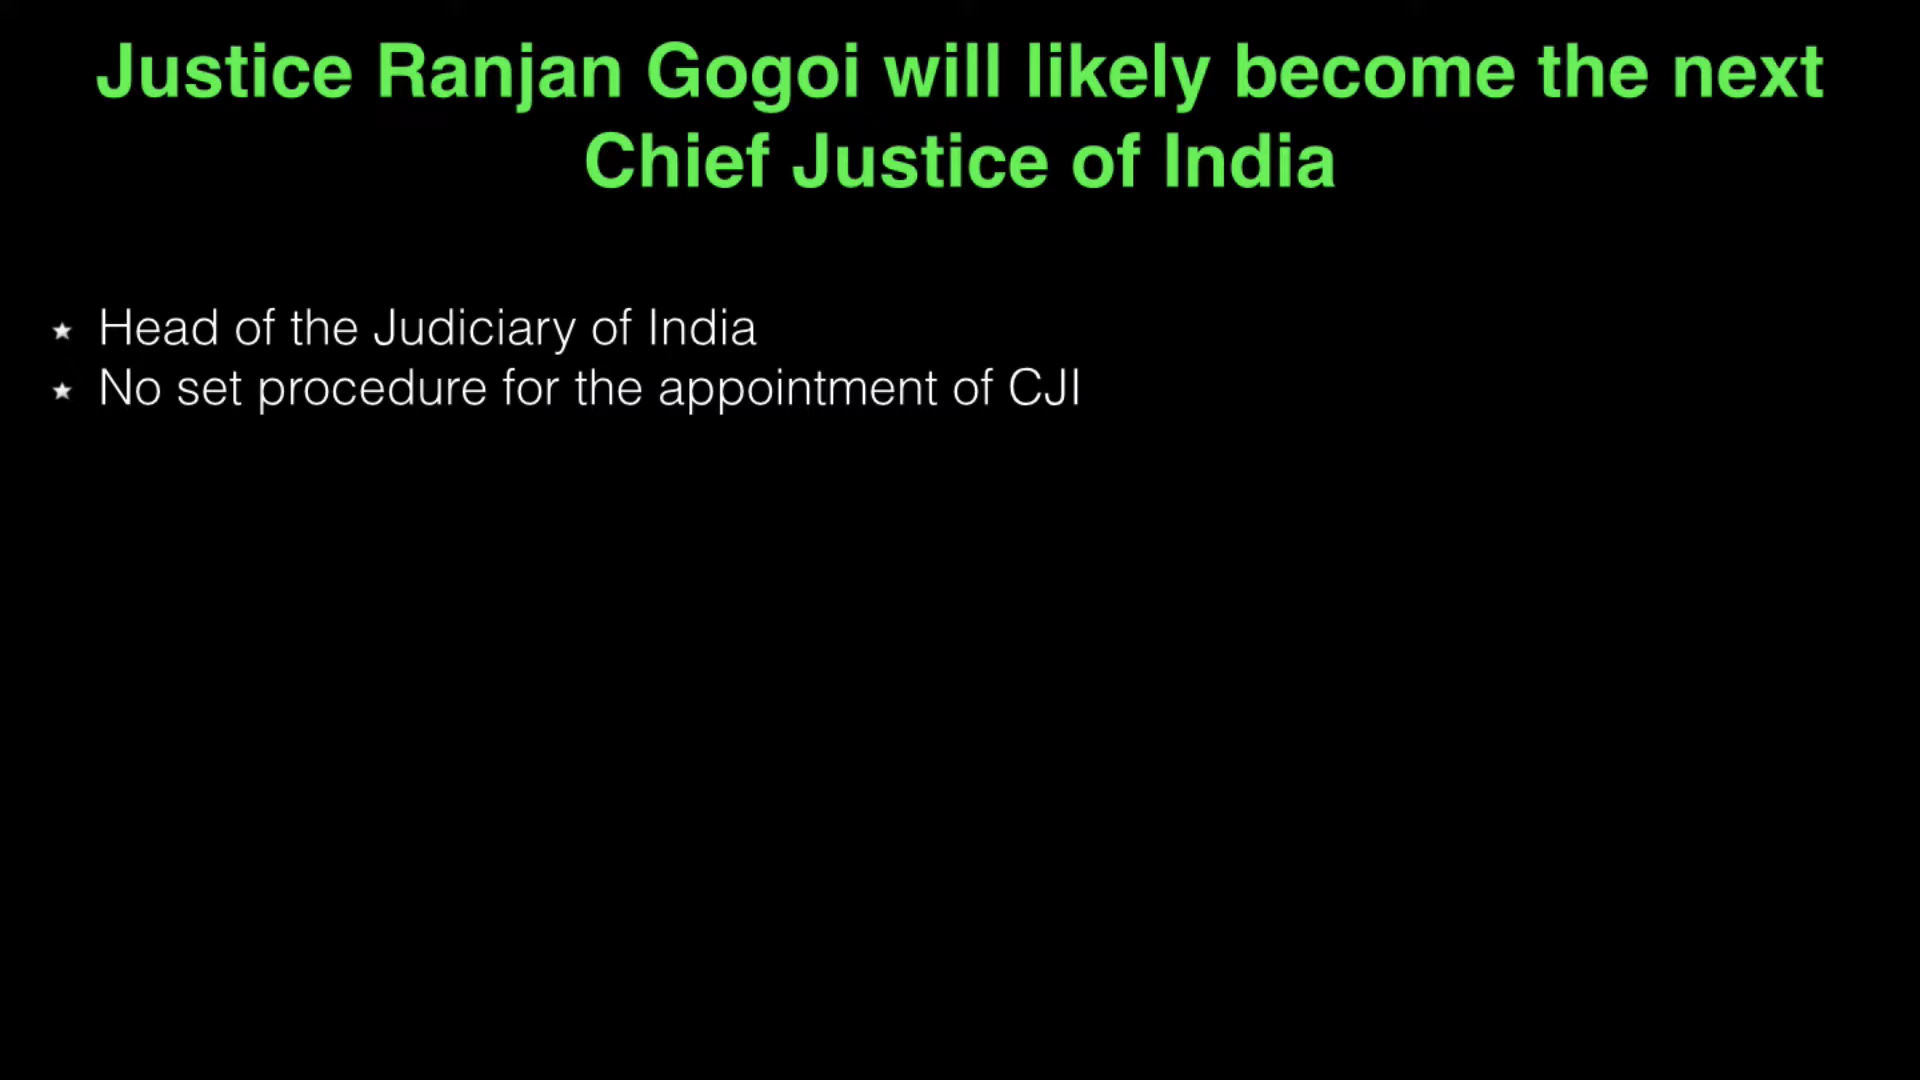 Justice Ranjan Gogoi will likely become the next
Chief Justice of India
★ Head of the Judiciary of India
★ No set procedure for the appointment of CJI